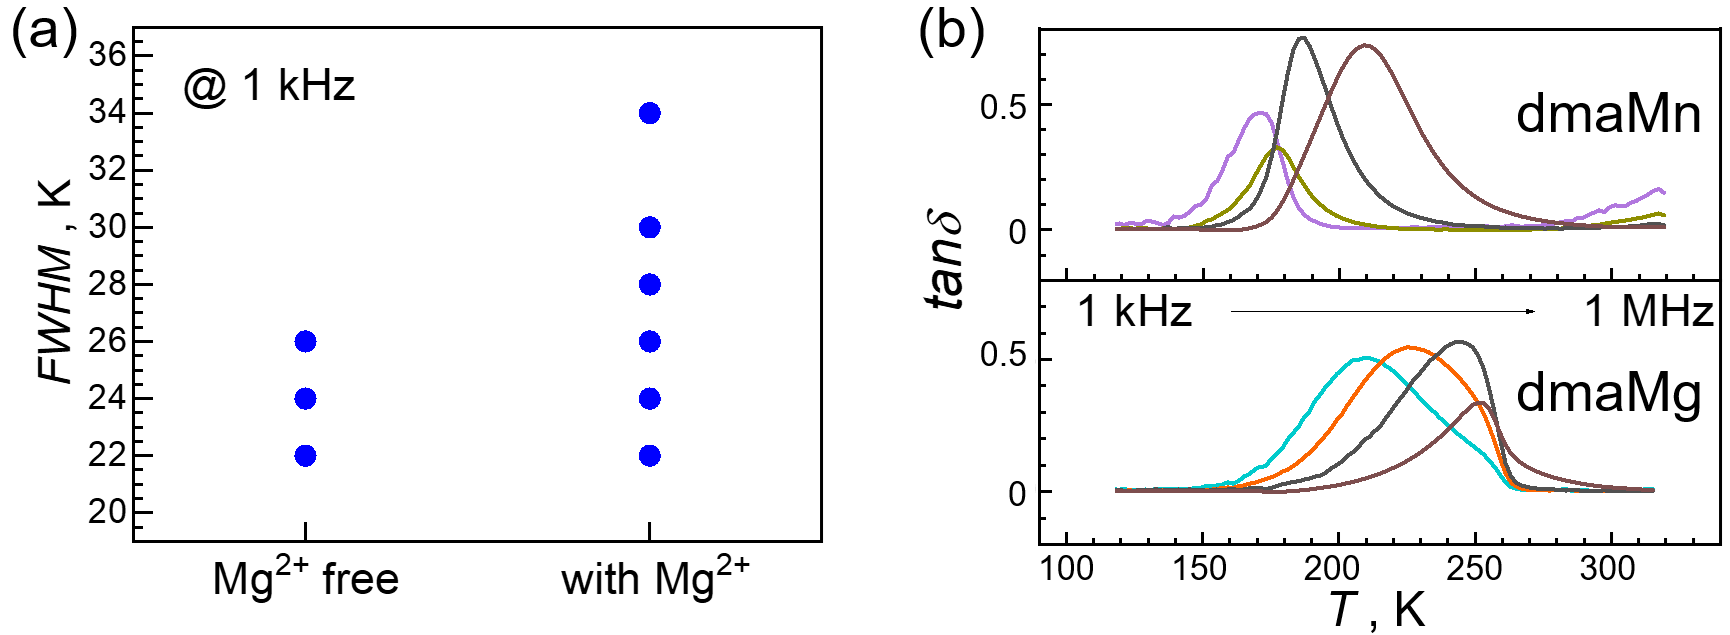 (a)
@ 1 kHz
FWHM, K
36
34
32
30
28
26
24
22
20
Mg²⁺ free
with Mg²⁺
(b)
dmaMn
0.5
0
tanδ
1 kHz
1 MHz
0.5
dmaMg
0
100
150
200
250
300
T, K